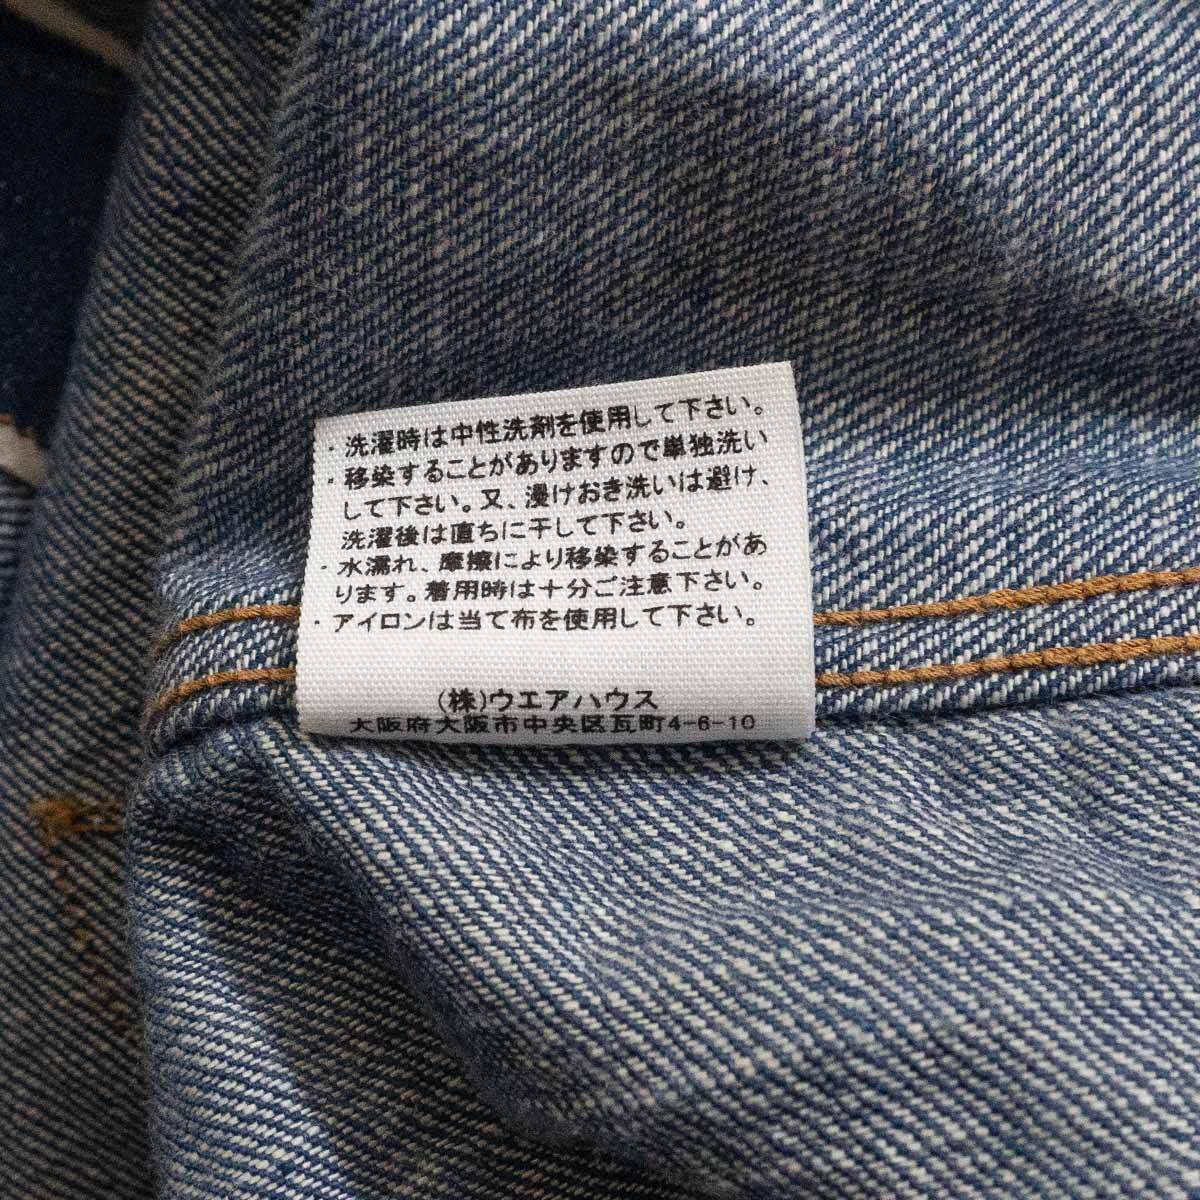 ・洗濯時は中性洗剤を使用して下さい。
・移染することがありますので単独洗い
して下さい。又、浸けおき洗いは避け、
洗濯後は直ちに干して下さい。
・水濡れ、摩擦により移染することがあ
ります。着用時は十分ご注意下さい。
・アイロンは当て布を使用して下さい。
(株)ウエアハウス
大阪府大阪市中央区瓦町4-6-10